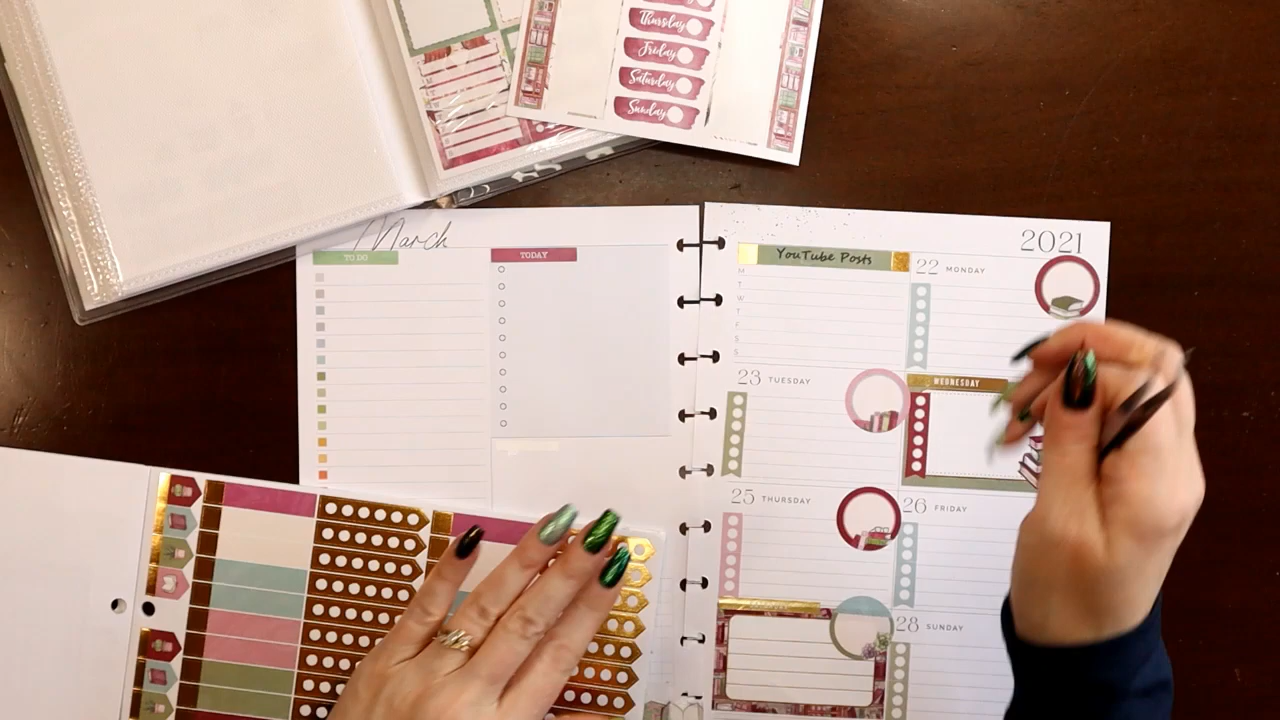 Thursday
Friday
Saturday
Sunday
March
TO DO
TODAY
2021
YouTube Posts
M
T
W
T
F
S
S
22 MONDAY
23 TUESDAY
WEDNESDAY
25 THURSDAY
26 FRIDAY
28 SUNDAY